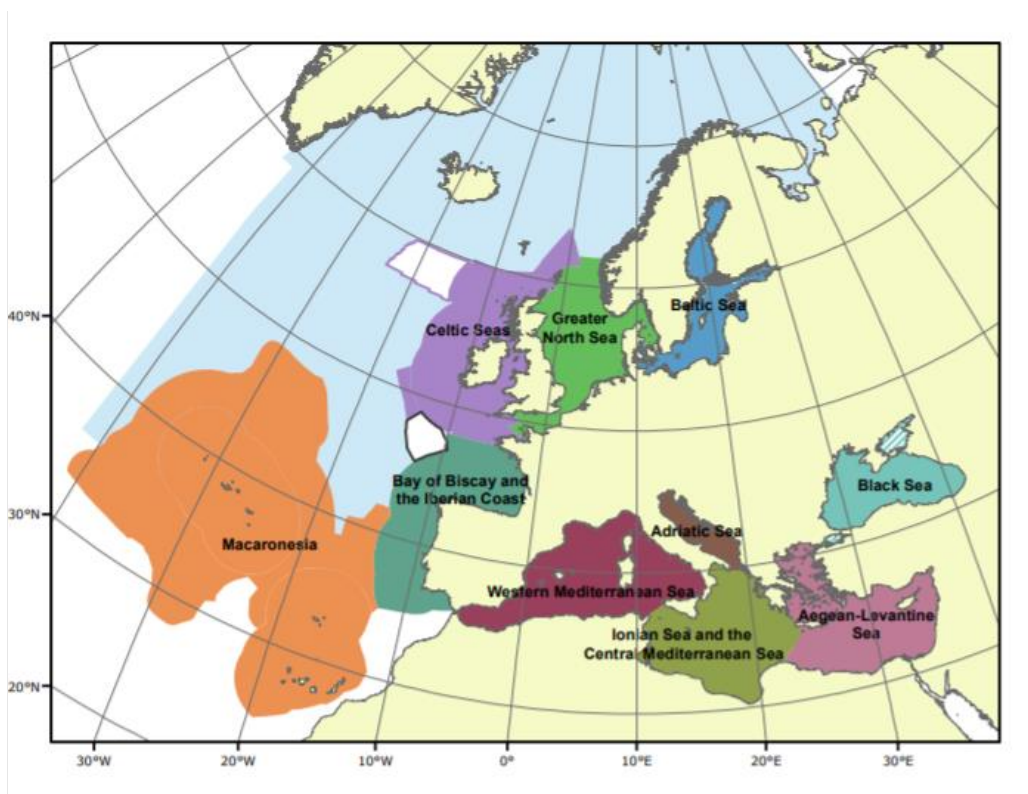 40°N
30°N
20°N
Celtic Seas
Greater
North Sea
Baltic Sea
Bay of Biscay and
the Iberian Coast
Black Sea
Macaronesia
Adriatic Sea
Western Mediterranean Sea
Aegean-Levantine
Sea
Ionian Sea and the
Central Mediterranean Sea
30°W
20°W
10°W
0°
10°E
20°E
30°E